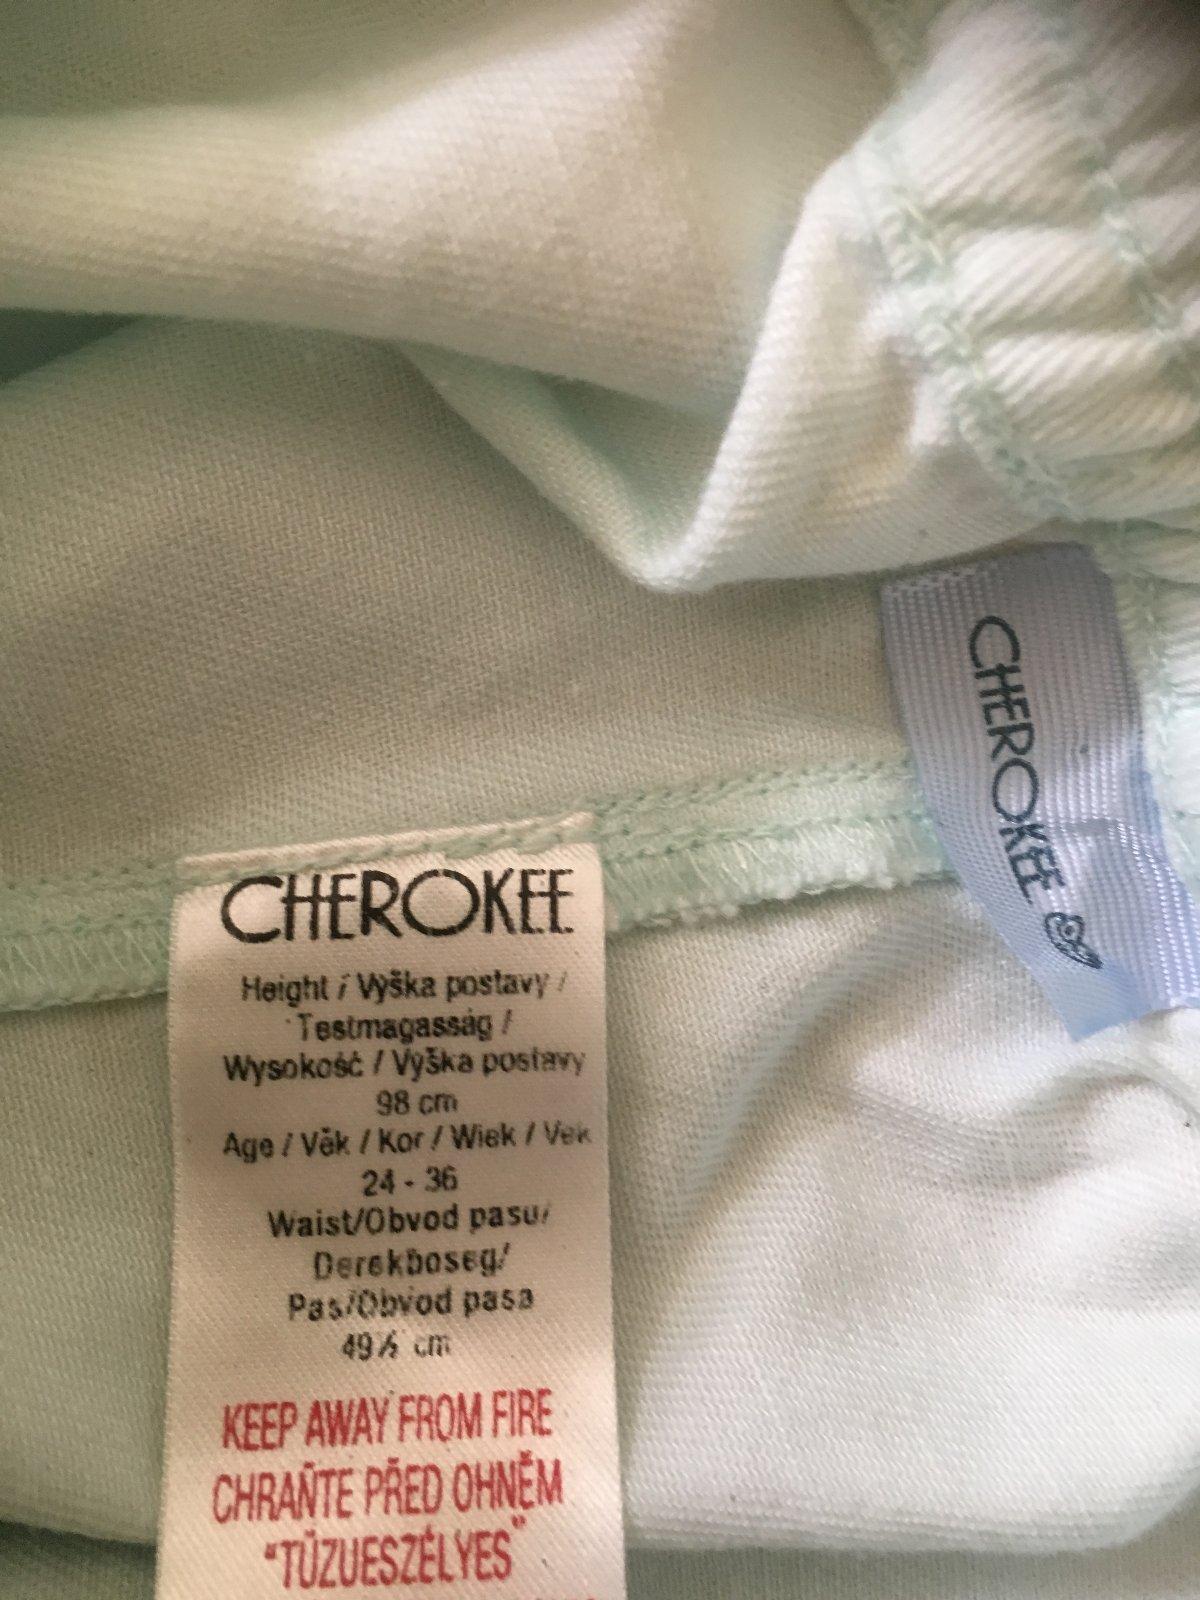 CHEROKEE
CHEROKEE
Height / Výška postavy /
Testmagasság /
Wysokość / Výška postavy
98 cm
Age / Věk / Kor / Wiek / Vek
24 - 36
Waist/Obvod pasu/
Derekboseg/
Pas/Obvod pasa
49½ cm
KEEP AWAY FROM FIRE
CHRAŇTE PŘED OHNĚM
"TŰZUESZÉLYES"